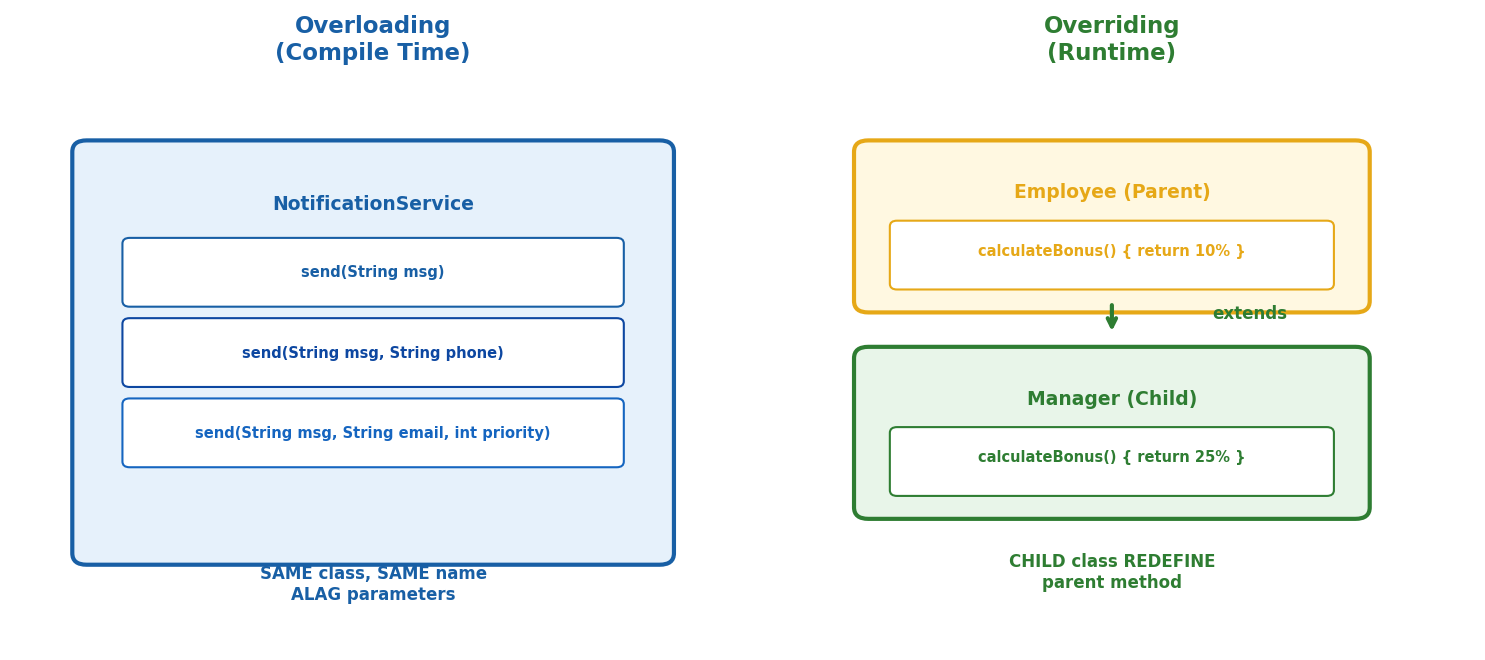 Overloading
(Compile Time)
NotificationService
send(String msg)
send(String msg, String phone)
send(String msg, String email, int priority)
SAME class, SAME name
ALAG parameters
Overriding
(Runtime)
Employee (Parent)
calculateBonus() { return 10% }
extends
Manager (Child)
calculateBonus() { return 25% }
CHILD class REDEFINE
parent method